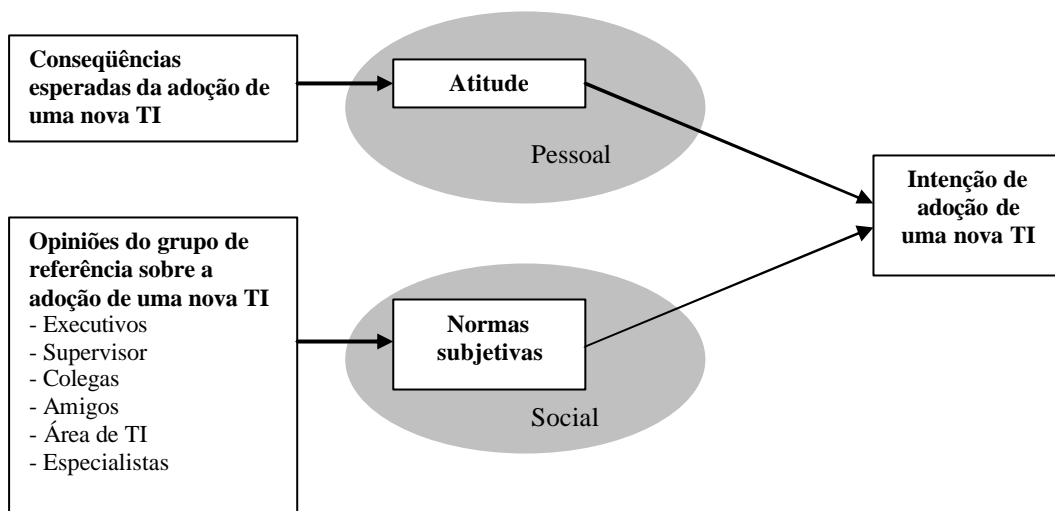 Conseqüências
esperadas da adoção de
uma nova TI
Atitude
Pessoal
Opiniões do grupo de
referência sobre a
adoção de uma nova TI
- Executivos
- Supervisor
- Colegas
- Amigos
- Área de TI
- Especialistas
Normas
subjetivas
Social
Intenção de
adoção de
uma nova TI